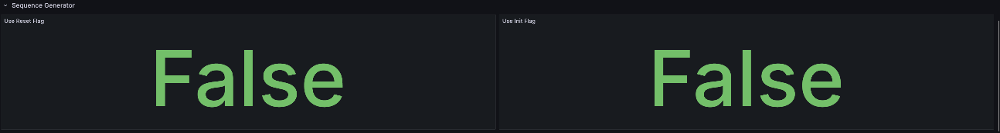 Sequence Generator
Use Reset Flag
Use Init Flag
False
False